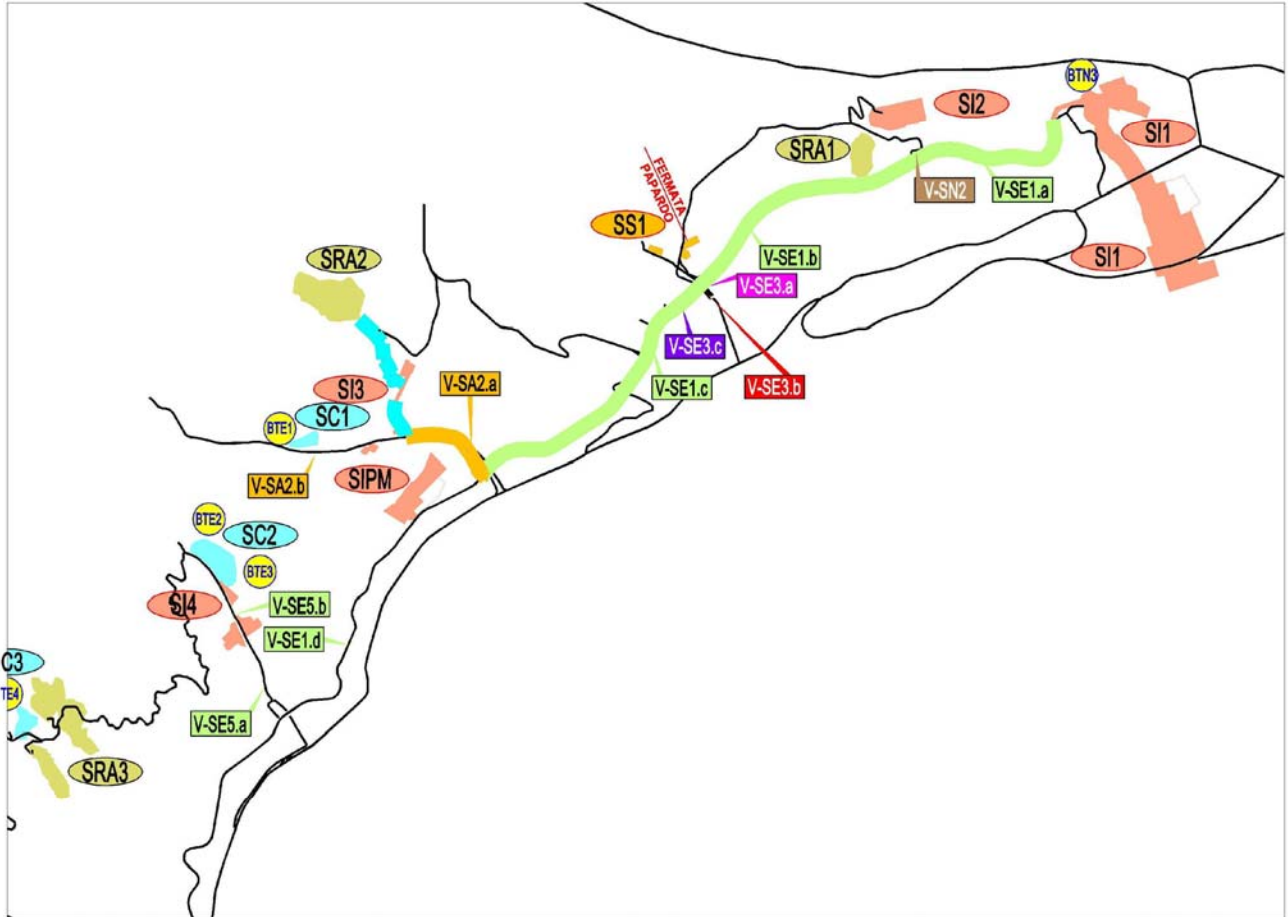 BTN3
SI2
SI1
SRA1
FERMATA
PAPARDO
V-SN2
V-SE1.a
SS1
V-SE1.b
SRA2
SI1
V-SE3.a
V-SE3.c
V-SE1.c
V-SE3.b
V-SA2.a
SI3
SC1
BTE1
V-SA2.b
SIPM
BTE2
SC2
BTE3
SI4
V-SE5.b
V-SE1.d
C3
TE4
V-SE5.a
SRA3